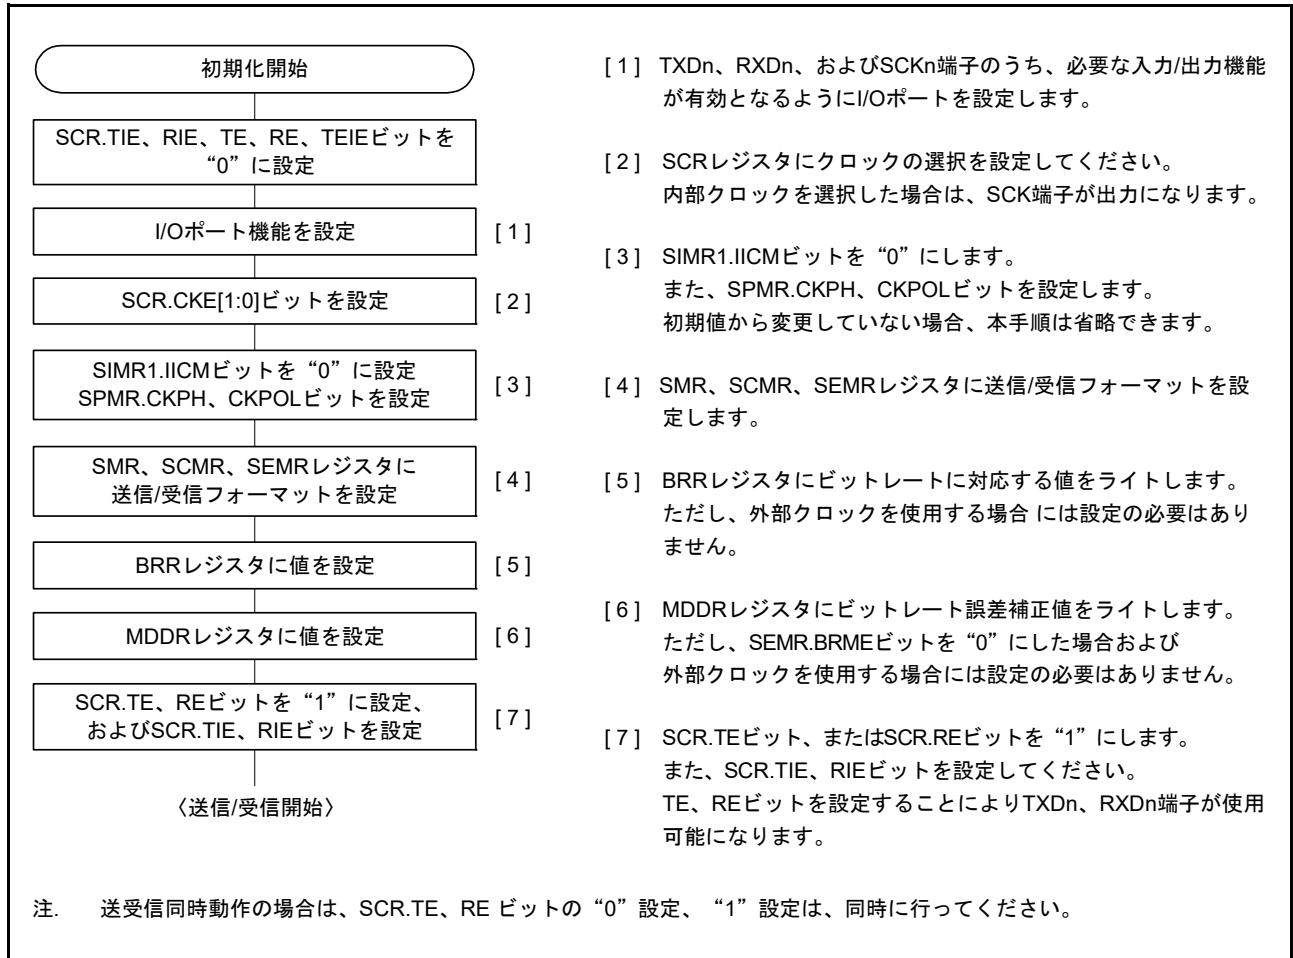 初期化開始
SCR.TIE、RIE、TE、RE、TEIEビットを
“0”に設定
I/Oポート機能を設定
[ 1 ]
SCR.CKE[1:0]ビットを設定
[ 2 ]
SIMR1.IICMビットを“0”に設定
SPMR.CKPH、CKPOLビットを設定
[ 3 ]
SMR、SCMR、SEMRレジスタに
送信/受信フォーマットを設定
[ 4 ]
BRRレジスタに値を設定
[ 5 ]
MDDRレジスタに値を設定
[ 6 ]
SCR.TE、REビットを“1”に設定、
およびSCR.TIE、RIEビットを設定
[ 7 ]
〈送信/受信開始〉
[ 1 ] TXDn、RXDn、およびSCKn端子のうち、必要な入力/出力機能
が有効となるようにI/Oポートを設定します。
[ 2 ] SCRレジスタにクロックの選択を設定してください。
内部クロックを選択した場合は、SCK端子が出力になります。
[ 3 ] SIMR1.IICMビットを“0”にします。
また、SPMR.CKPH、CKPOLビットを設定します。
初期値から変更していない場合、本手順は省略できます。
[ 4 ] SMR、SCMR、SEMRレジスタに送信/受信フォーマットを設
定します。
[ 5 ] BRRレジスタにビットレートに対応する値をライトします。
ただし、外部クロックを使用する場合 には設定の必要はあり
ません。
[ 6 ] MDDRレジスタにビットレート誤差補正値をライトします。
ただし、SEMR.BRMEビットを“0”にした場合および
外部クロックを使用する場合には設定の必要はありません。
[ 7 ] SCR.TEビット、またはSCR.REビットを“1”にします。
また、SCR.TIE、RIEビットを設定してください。
TE、REビットを設定することによりTXDn、RXDn端子が使用
可能になります。
注. 送受信同時動作の場合は、SCR.TE、RE ビットの“0”設定、“1”設定は、同時に行ってください。